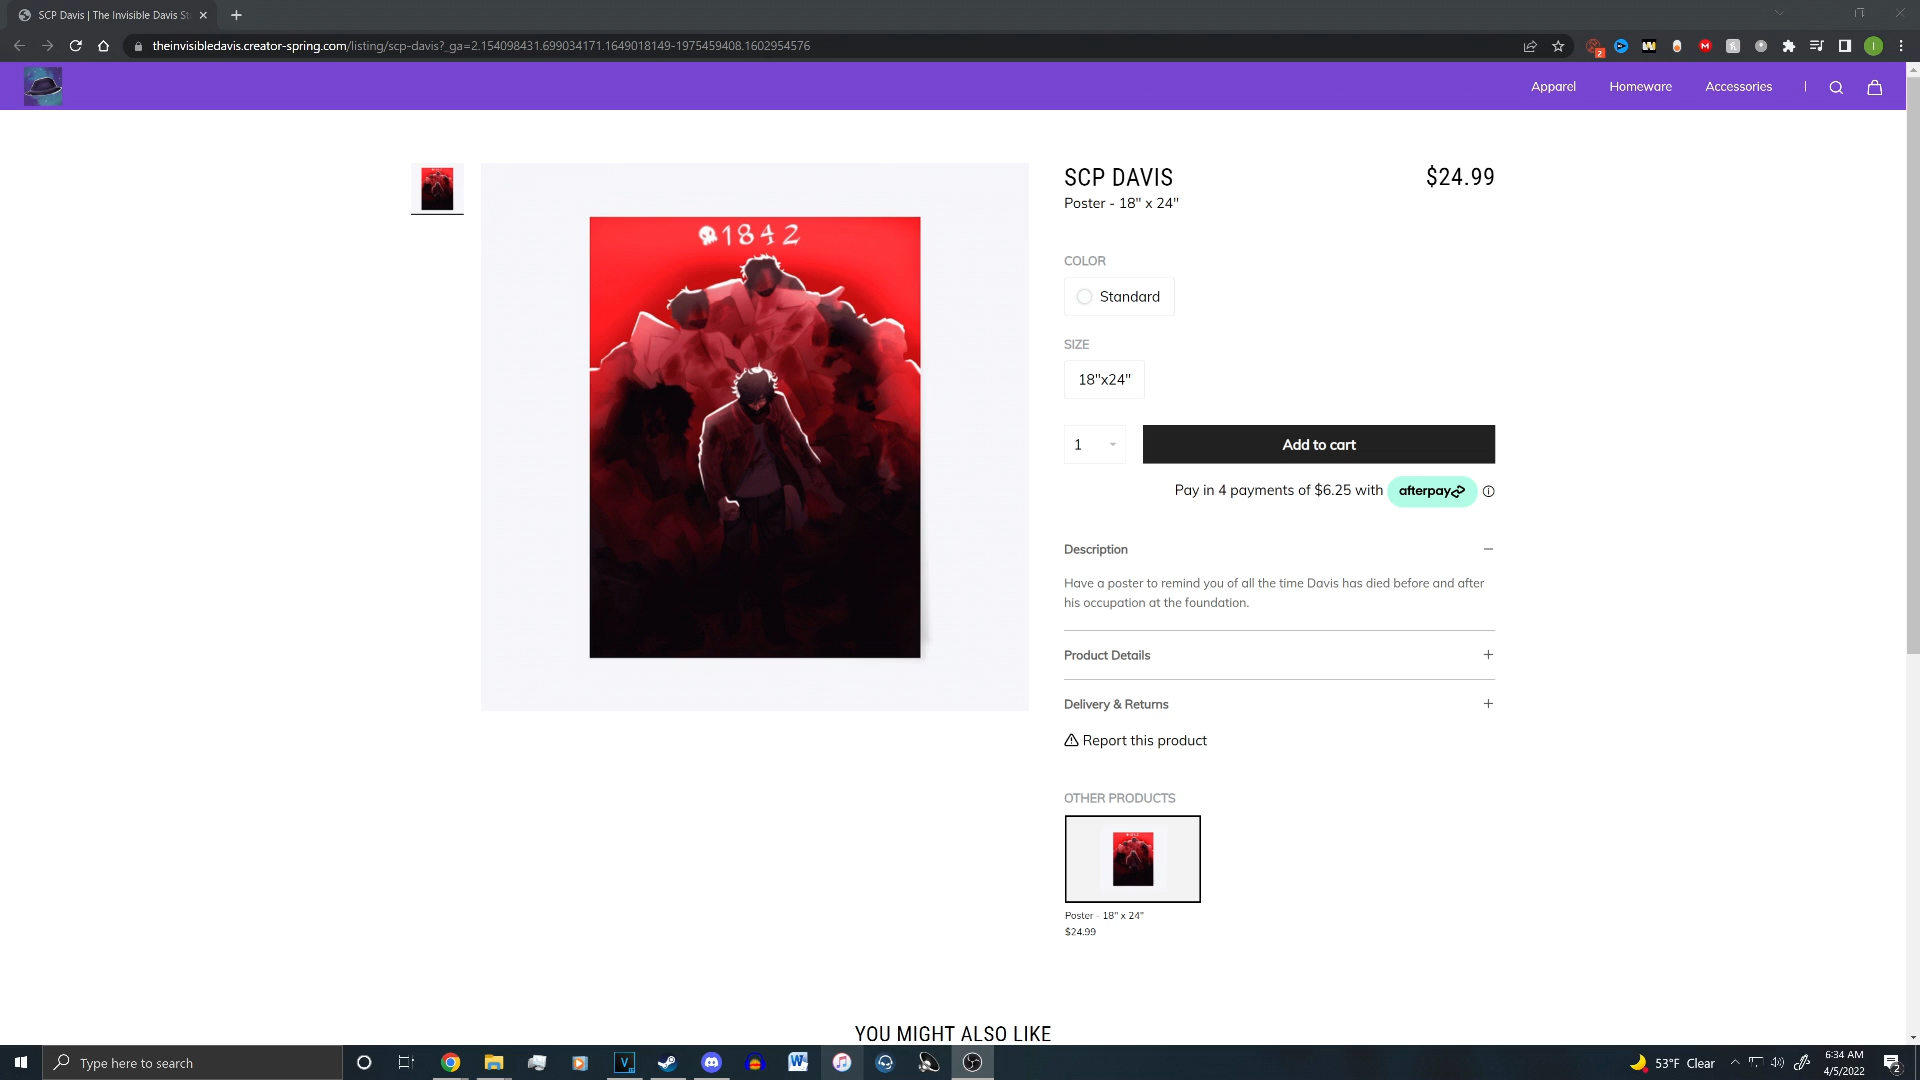 SCP Davis | The Invisible Davis St
theinvisibledavis.creator-spring.com/listing/scp-davis?_ga=2.154098431.699034171.1649018149-1975459408.1602954576
2
I
Apparel
Homeware
Accessories
1842
SCP DAVIS
$24.99
Poster - 18" x 24"
COLOR
Standard
SIZE
18"x24"
1
Add to cart
Pay in 4 payments of $6.25 with afterpay
Description
Have a poster to remind you of all the time Davis has died before and after
his occupation at the foundation.
Product Details
Delivery & Returns
Report this product
OTHER PRODUCTS
Poster - 18" x 24"
$24.99
YOU MIGHT ALSO LIKE
Type here to search
53°F Clear
6:34 AM
4/5/2022
2